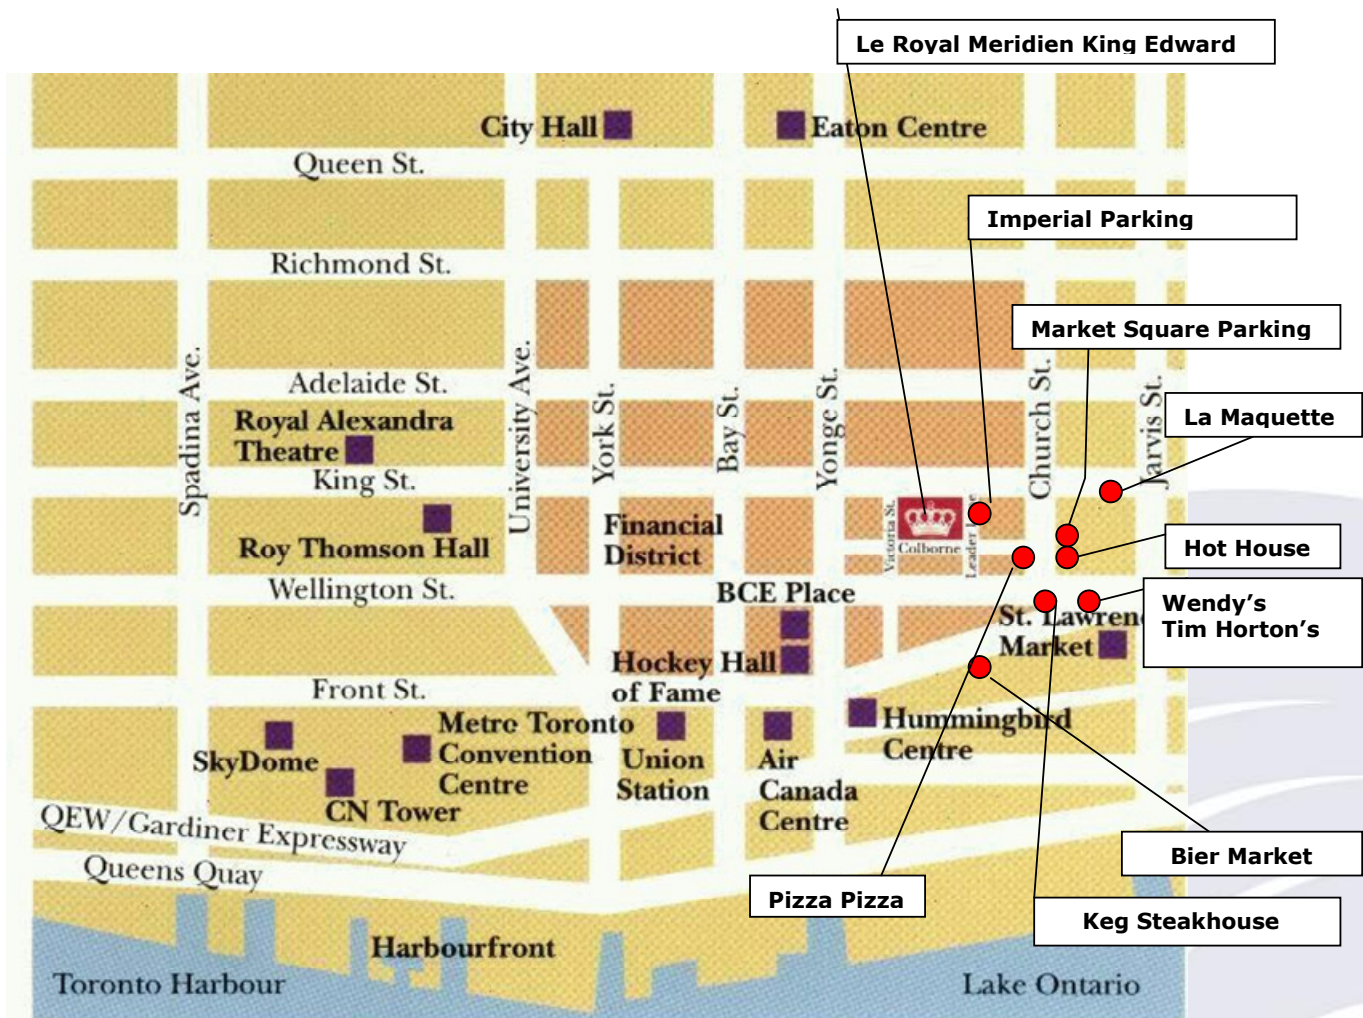 Le Royal Meridien King Edward
City Hall
Eaton Centre
Queen St.
Imperial Parking
Richmond St.
Market Square Parking
Spadina Ave.
University Ave.
York St.
Bay St.
Yonge St.
Church St.
Jarvis St.
Adelaide St.
La Maquette
Royal Alexandra
Theatre
King St.
Roy Thomson Hall
Financial
District
Victoria St.
Colborne
Leader
Hot House
Wellington St.
BCE Place
Wendy's
Tim Horton's
St. Lawren
Market
Hockey Hall
of Fame
Front St.
Metro Toronto
Convention
Centre
SkyDome
CN Tower
Union
Station
Air
Canada
Centre
Hummingbird
Centre
QEW/Gardiner Expressway
Queens Quay
Bier Market
Pizza Pizza
Keg Steakhouse
Harbourfront
Toronto Harbour
Lake Ontario